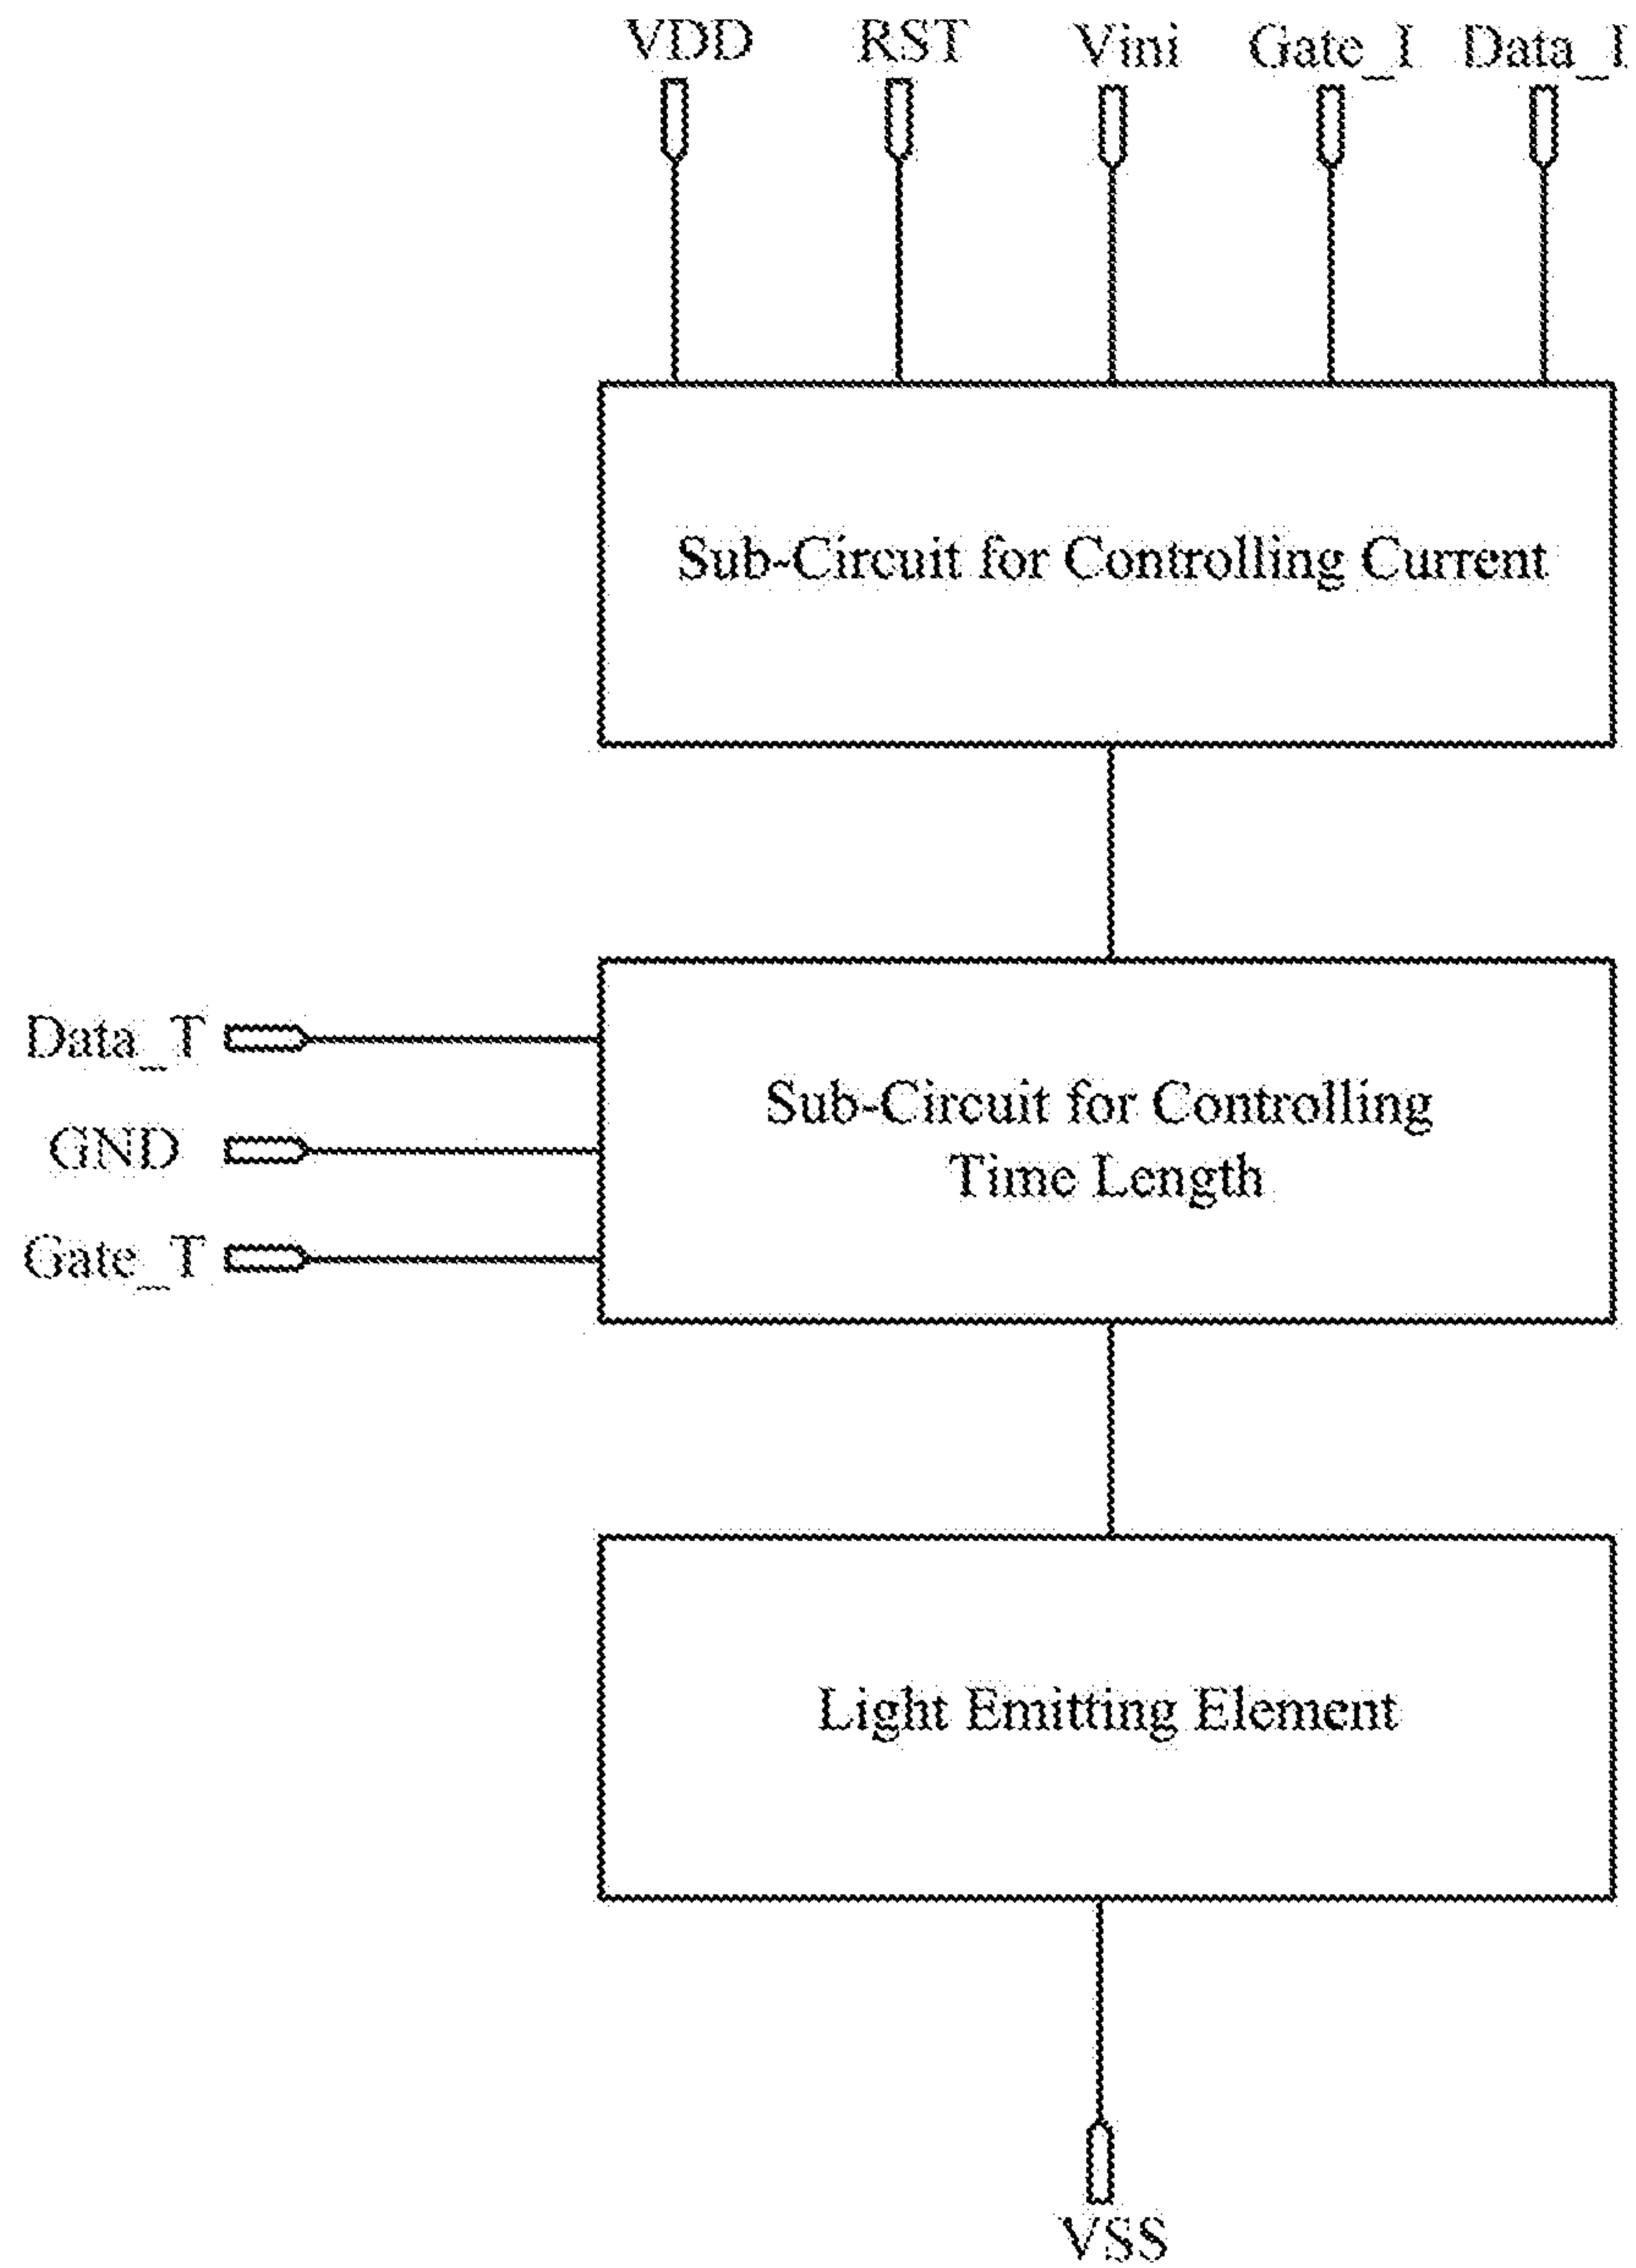 VDD RST Vini Gate_I Data_I
Sub-Circuit for Controlling Current
Data_T
GND
Gate_T
Sub-Circuit for Controlling
Time Length
Light Emitting Element
VSS